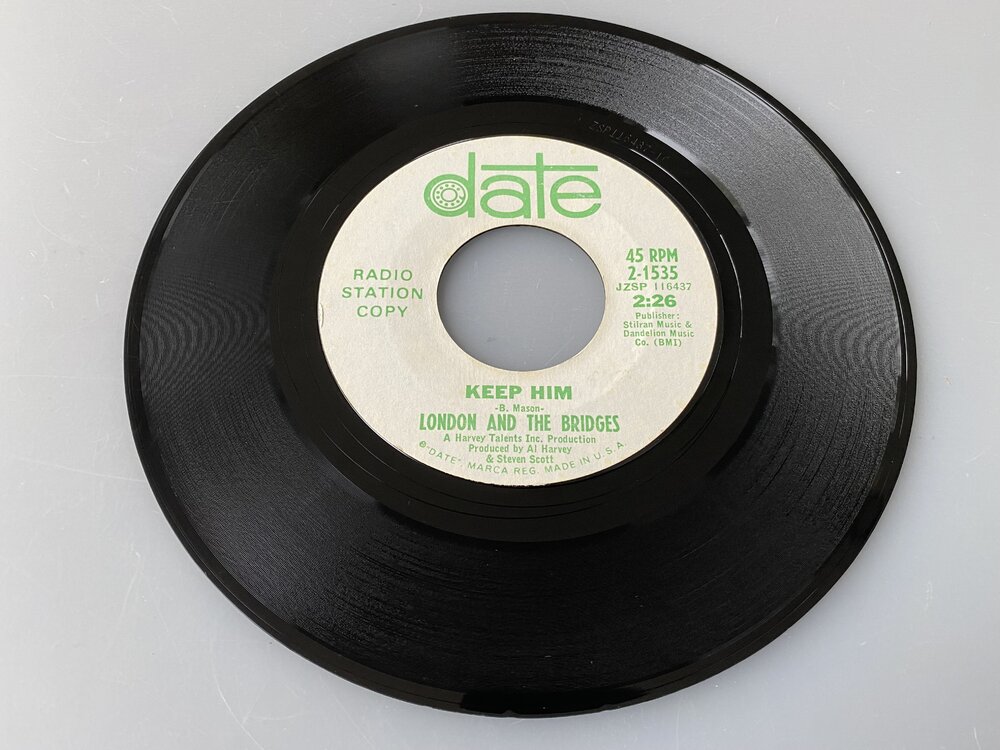 date
RADIO
STATION
COPY
45 RPM
2-1535
JZSP 116437
2:26
Publisher:
Stilran Music &
Dandelion Music
Co. (BMI)
KEEP HIM
-B. Mason-
LONDON AND THE BRIDGES
A Harvey Talents Inc. Production
Produced by Al Harvey
& Steven Scott
®"DATE", MARCA REG. MADE IN U.S.A.